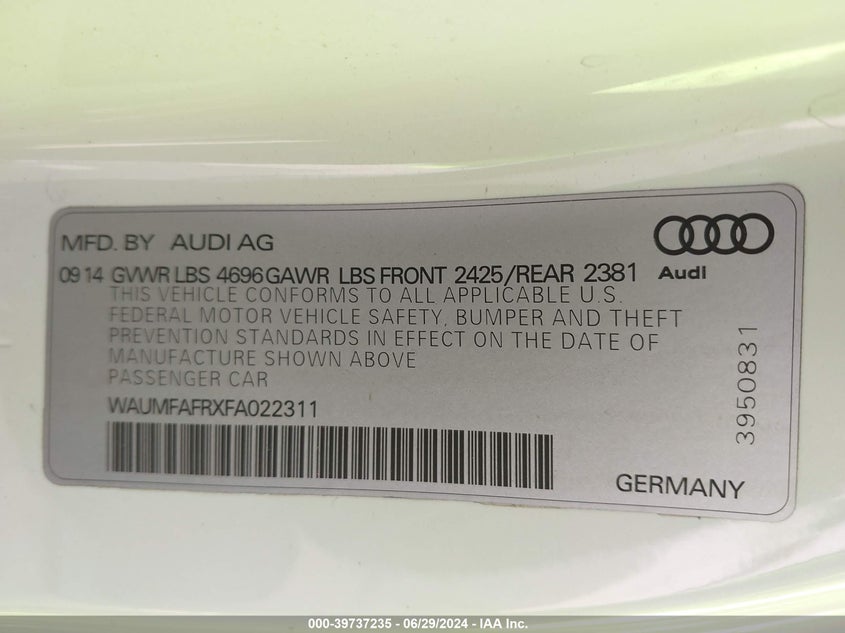 MFD. BY AUDI AG
09 14 GVWR LBS 4696 GAWR LBS FRONT 2425/REAR 2381
Audi
THIS VEHICLE CONFORMS TO ALL APPLICABLE U.S.
FEDERAL MOTOR VEHICLE SAFETY, BUMPER AND THEFT
PREVENTION STANDARDS IN EFFECT ON THE DATE OF
MANUFACTURE SHOWN ABOVE
PASSENGER CAR
WAUMFAFRXFA022311
3950831
GERMANY
000-39737235 - 06/29/2024 - IAA Inc.